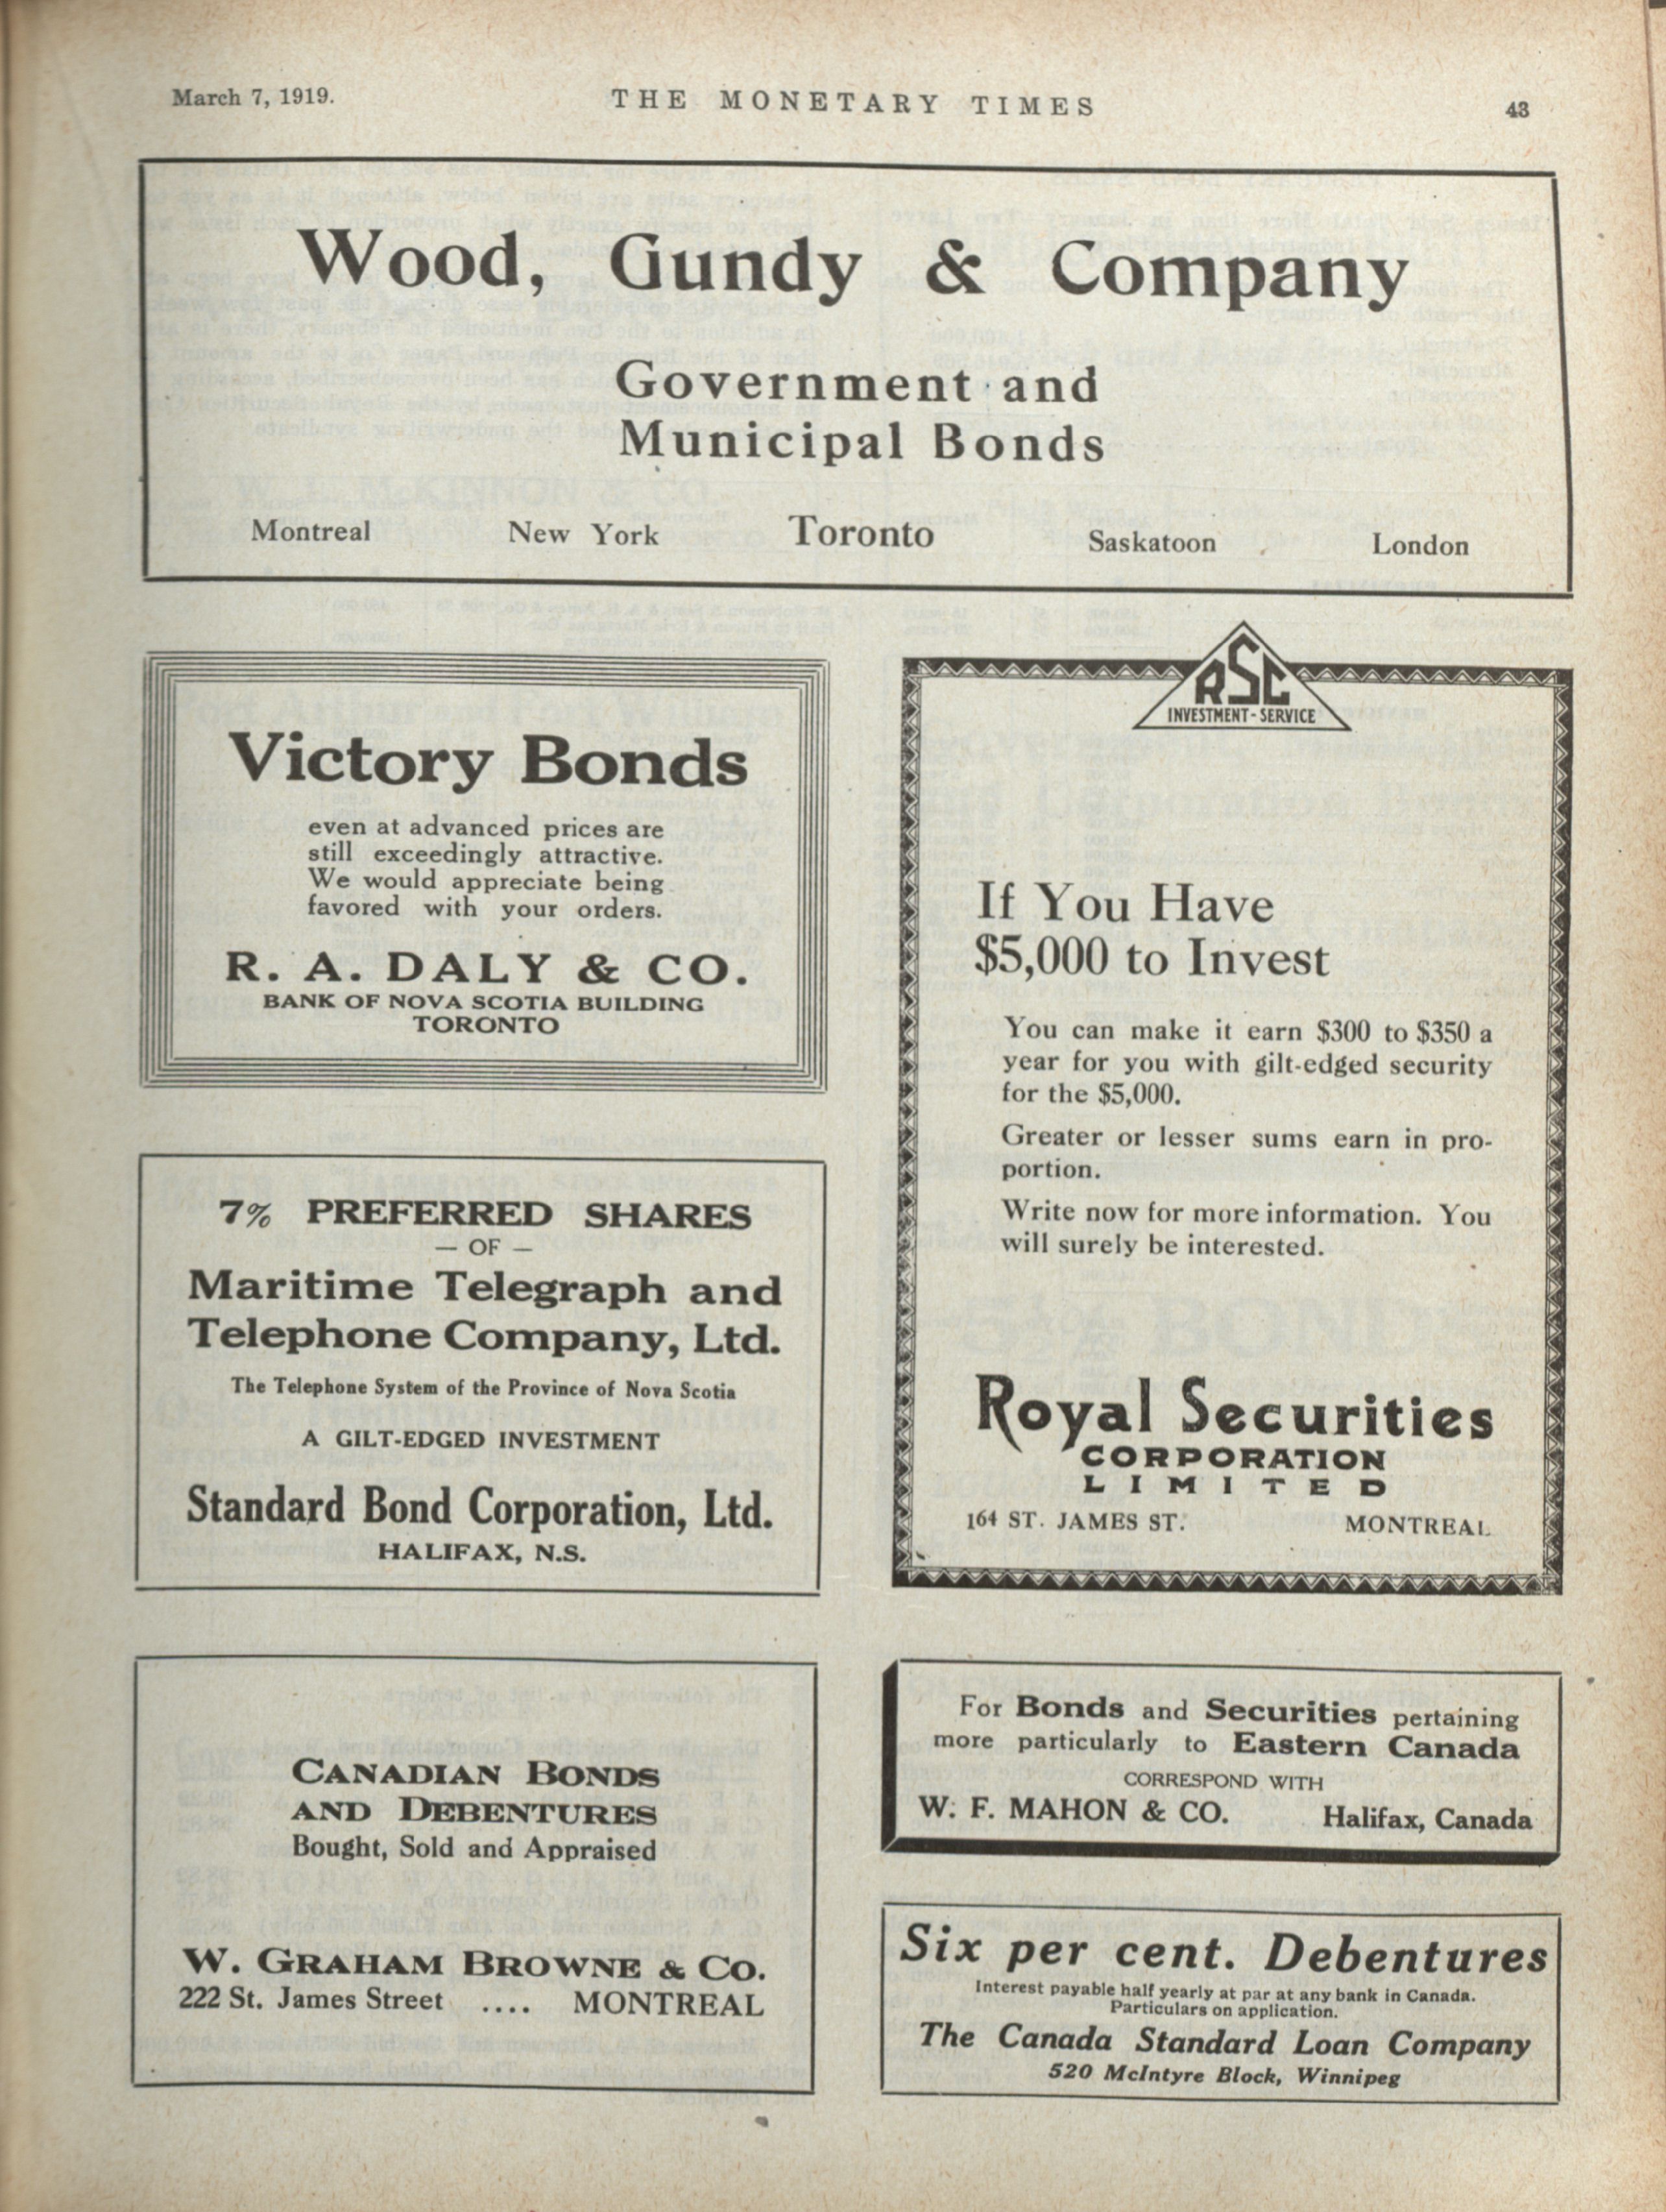 March 7, 1919.
THE MONETARY TIMES
43
Wood, Gundy & Company
Government and
Municipal Bonds
Montreal New York Toronto Saskatoon London
Victory Bonds
even at advanced prices are
still exceedingly attractive.
We would appreciate being
favored with your orders.
R. A. DALY & CO.
BANK OF NOVA SCOTIA BUILDING
TORONTO
7% PREFERRED SHARES
— OF —
Maritime Telegraph and
Telephone Company, Ltd.
The Telephone System of the Province of Nova Scotia
A GILT-EDGED INVESTMENT
Standard Bond Corporation, Ltd.
HALIFAX, N.S.
CANADIAN BONDS
AND DEBENTURES
Bought, Sold and Appraised
W. GRAHAM BROWNE & CO.
222 St. James Street .... MONTREAL
RSC
INVESTMENT-SERVICE
If You Have
$5,000 to Invest
You can make it earn $300 to $350 a
year for you with gilt-edged security
for the $5,000.
Greater or lesser sums earn in pro-
portion.
Write now for more information. You
will surely be interested.
Royal Securities
CORPORATION
LIMITED
164 ST. JAMES ST. MONTREAL
For Bonds and Securities pertaining
more particularly to Eastern Canada
CORRESPOND WITH
W. F. MAHON & CO. Halifax, Canada
Six per cent. Debentures
Interest payable half yearly at par at any bank in Canada.
Particulars on application.
The Canada Standard Loan Company
520 McIntyre Block, Winnipeg